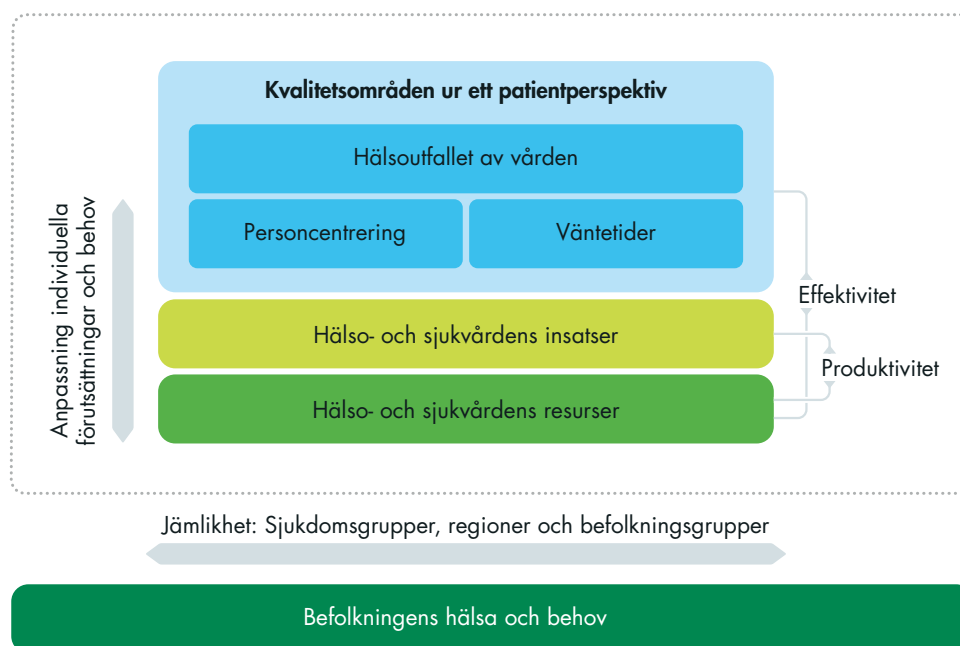 Kvalitetsområden ur ett patientperspektiv
Hälsoutfallet av vården
Personcentrering
Väntetider
Anpassning individuella
förutsättningar och behov
Effektivitet
Hälso- och sjukvårdens insatser
Produktivitet
Hälso- och sjukvårdens resurser
Jämlikhet: Sjukdomsgrupper, regioner och befolkningsgrupper
Befolkningens hälsa och behov